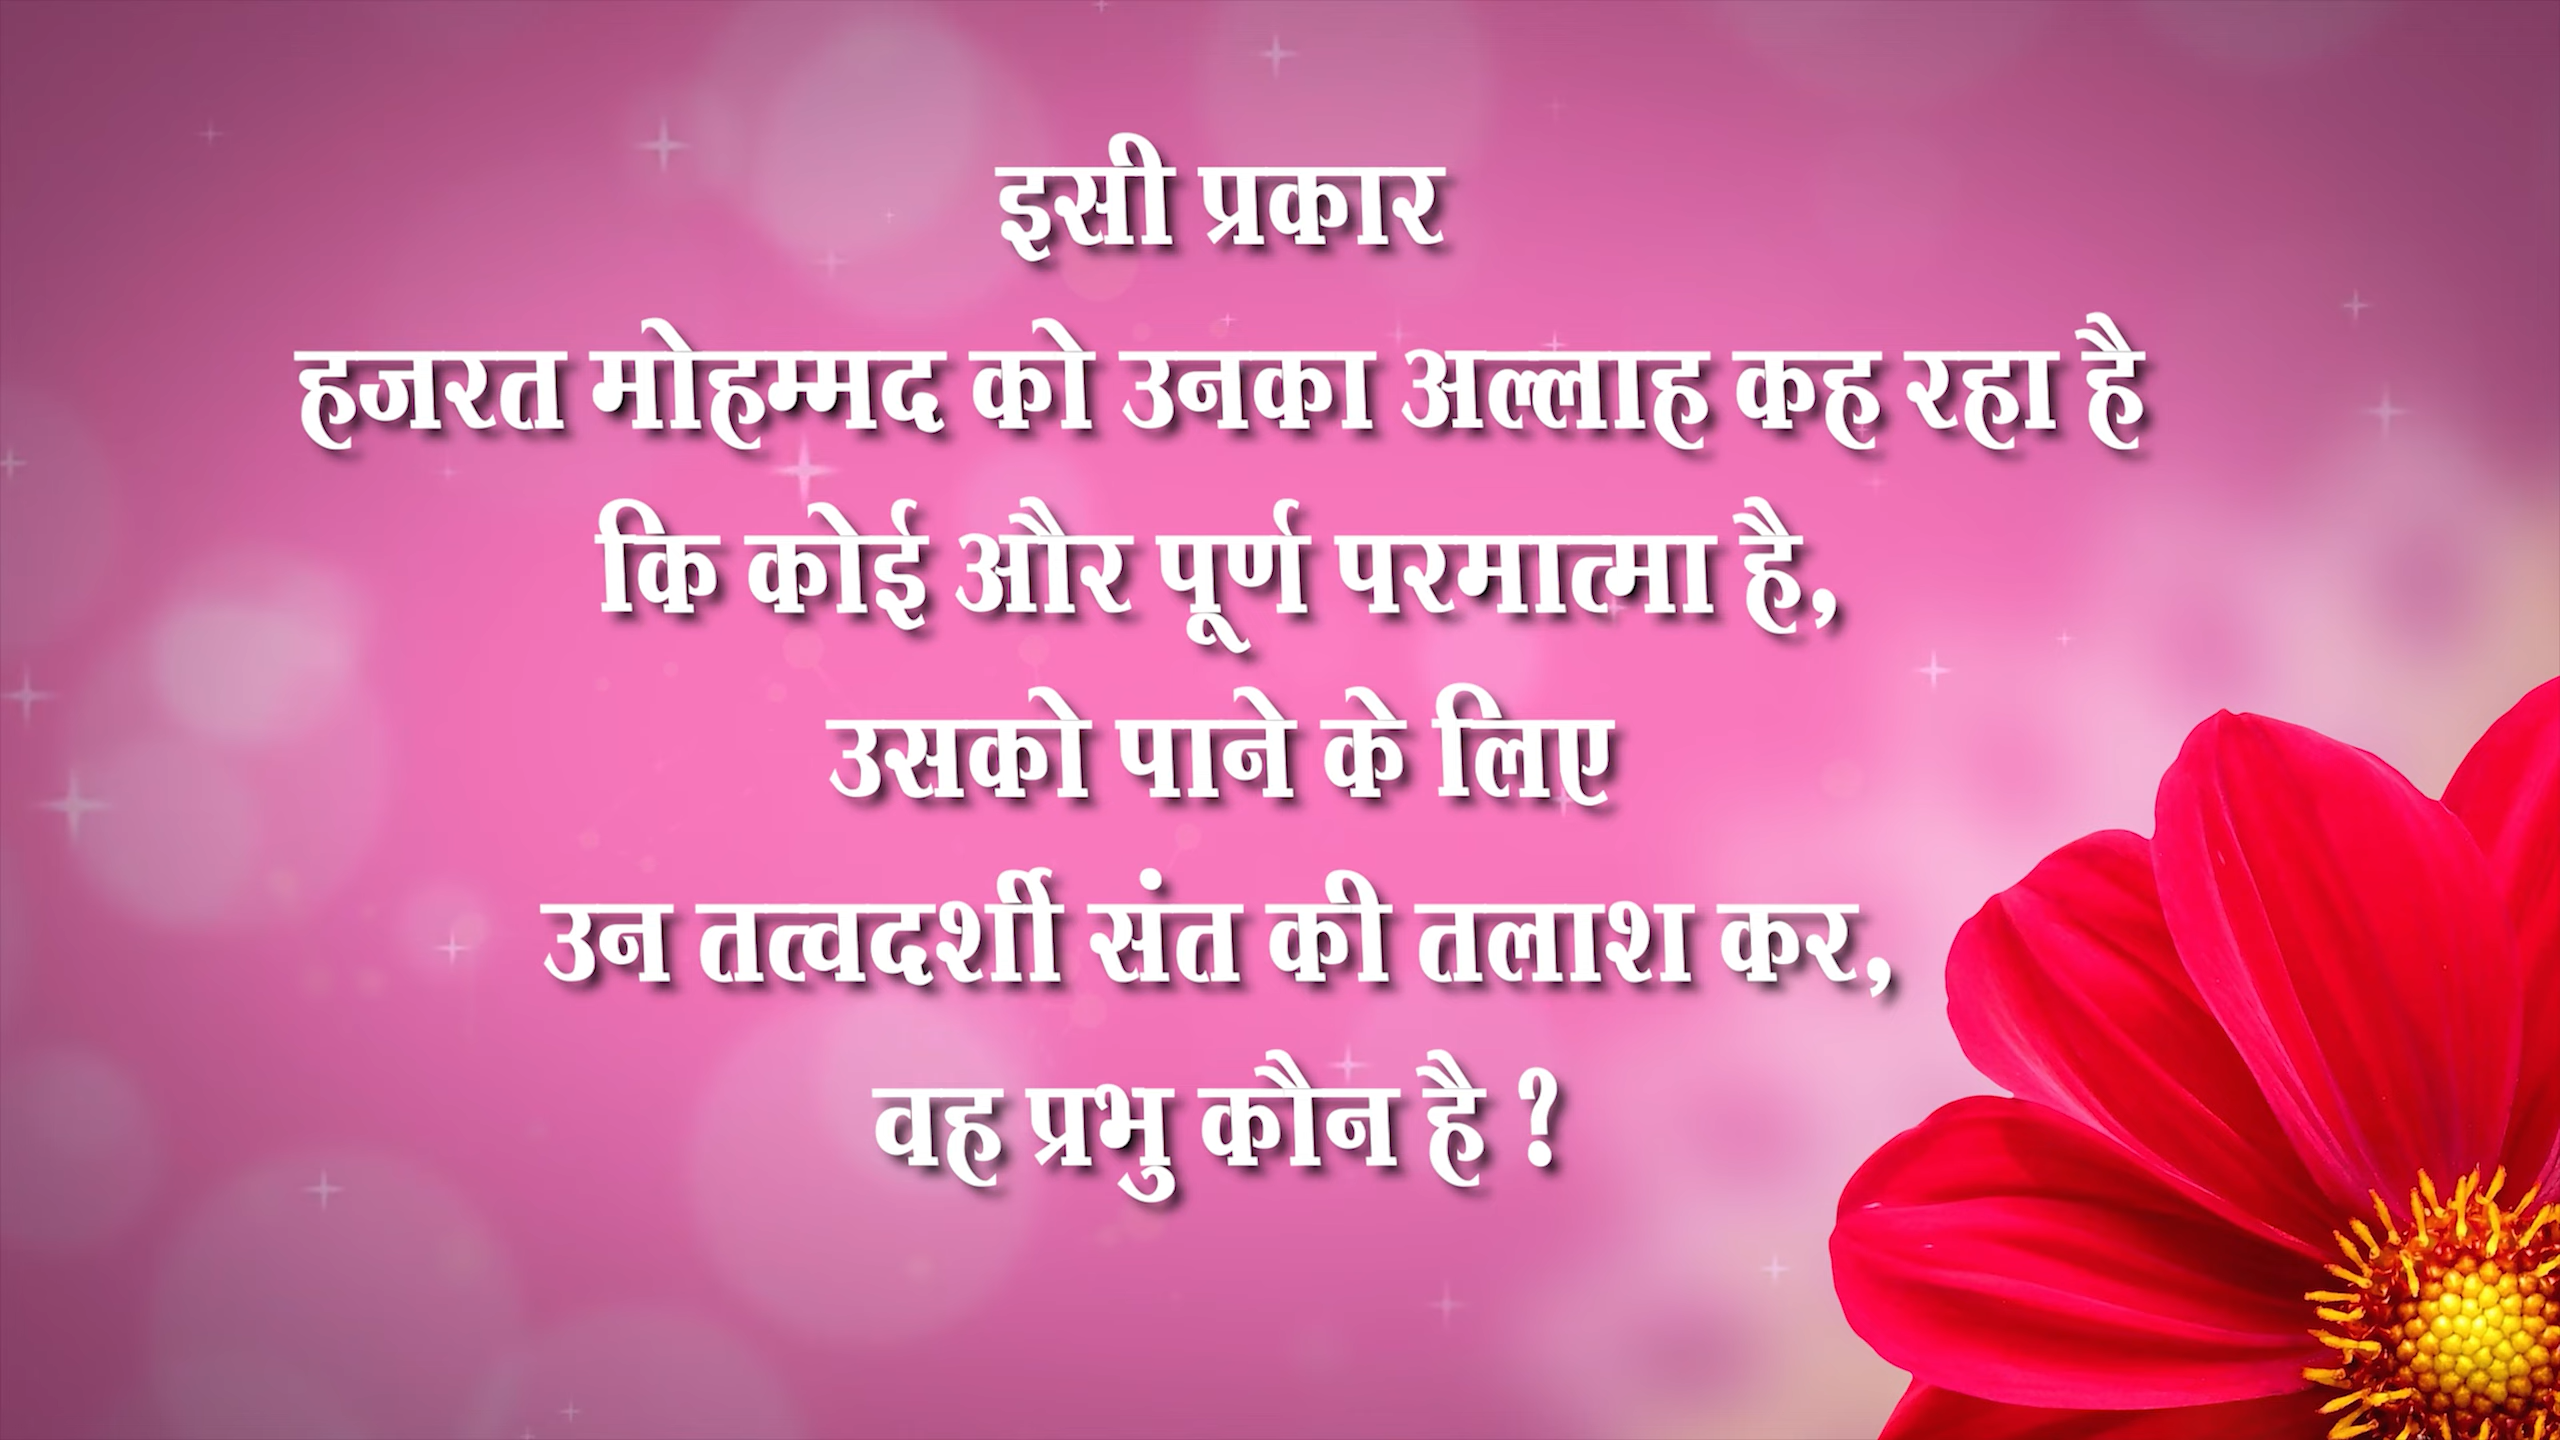 इसी प्रकार
हजरत मोहम्मद को उनका अल्लाह कह रहा है
कि कोई और पूर्ण परमात्मा है,
उसको पाने के लिए
उन तत्वदर्शी संत की तलाश कर,
वह प्रभु कौन है ?